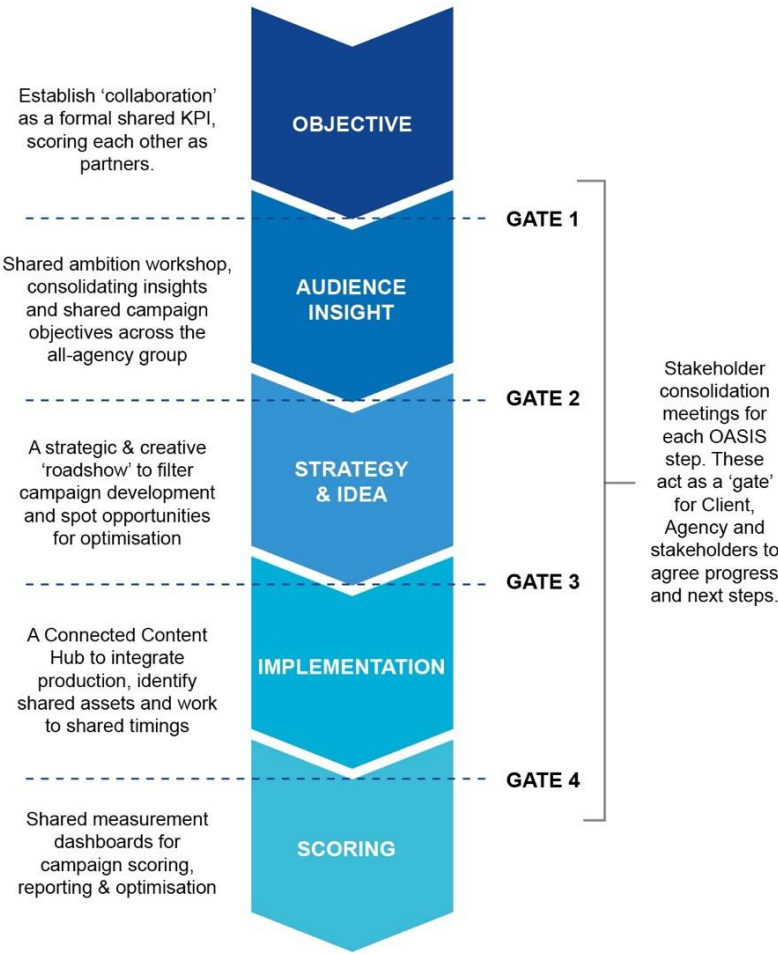 Establish ‘collaboration’
as a formal shared KPI,
scoring each other as
partners.
OBJECTIVE
GATE 1
Shared ambition workshop,
consolidating insights
and shared campaign
objectives across the
all-agency group
AUDIENCE
INSIGHT
GATE 2
A strategic & creative
‘roadshow’ to filter
campaign development
and spot opportunities
for optimisation
STRATEGY
& IDEA
GATE 3
A Connected Content
Hub to integrate
production, identify
shared assets and work
to shared timings
IMPLEMENTATION
GATE 4
Shared measurement
dashboards for
campaign scoring,
reporting & optimisation
SCORING
Stakeholder
consolidation
meetings for
each OASIS
step. These
act as a ‘gate’
for Client,
Agency and
stakeholders to
agree progress
and next steps.